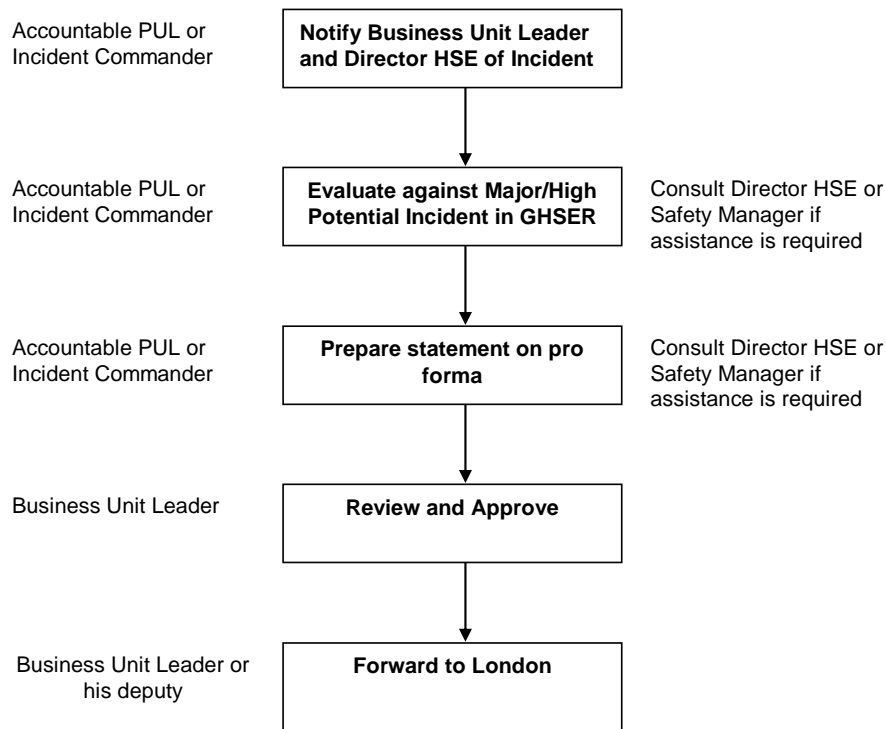 Accountable PUL or
Incident Commander
Notify Business Unit Leader
and Director HSE of Incident
Accountable PUL or
Incident Commander
Evaluate against Major/High
Potential Incident in GHSER
Consult Director HSE or
Safety Manager if
assistance is required
Accountable PUL or
Incident Commander
Prepare statement on pro
forma
Consult Director HSE or
Safety Manager if
assistance is required
Business Unit Leader
Review and Approve
Business Unit Leader or
his deputy
Forward to London